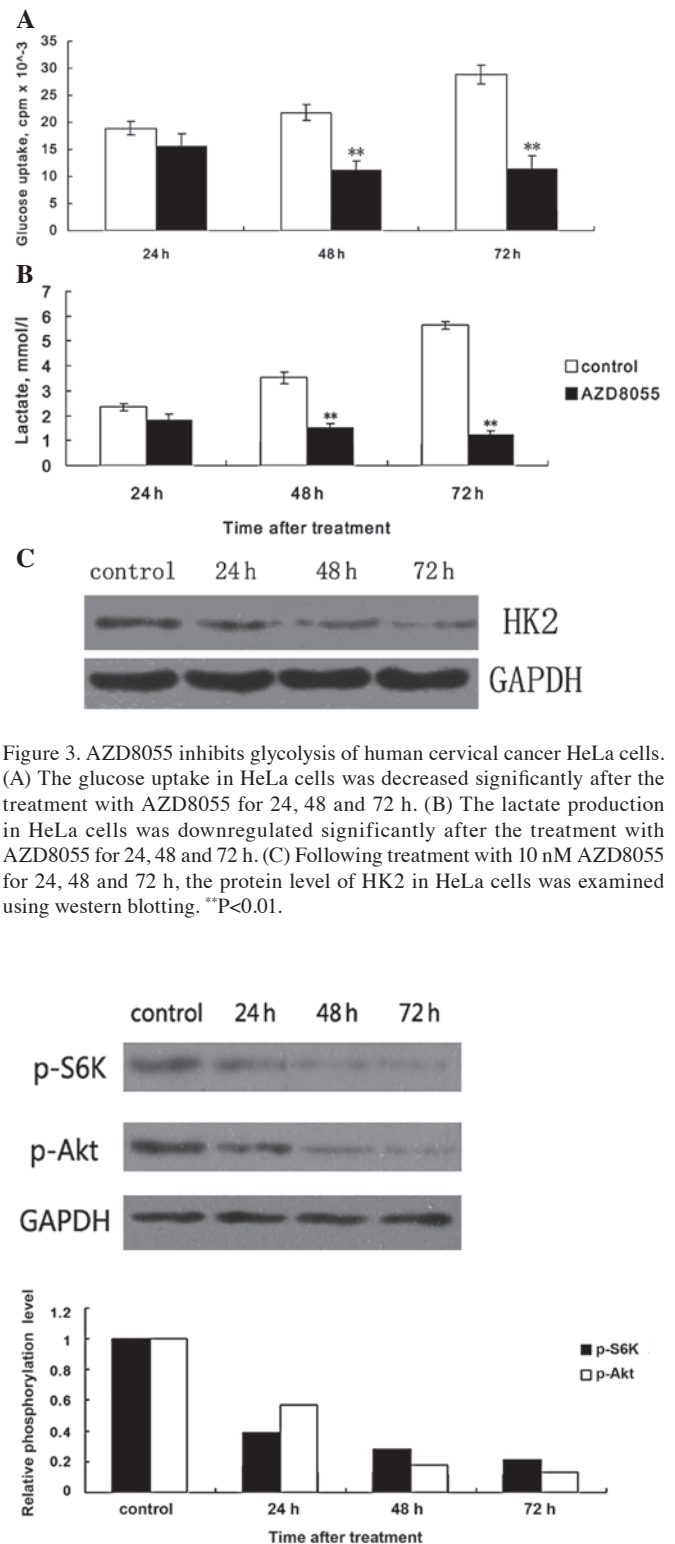 A
Glucose uptake, cpm x 10^-3
35
30
25
20
15
10
5
0
**
**
24 h
48 h
72 h
B
Lactate, mmol/l
7
6
5
4
3
2
1
0
**
**
24 h
48 h
72 h
control
AZD8055
Time after treatment
C
control 24 h 48 h 72 h
HK2
GAPDH
Figure 3. AZD8055 inhibits glycolysis of human cervical cancer HeLa cells.
(A) The glucose uptake in HeLa cells was decreased significantly after the
treatment with AZD8055 for 24, 48 and 72 h. (B) The lactate production
in HeLa cells was downregulated significantly after the treatment with
AZD8055 for 24, 48 and 72 h. (C) Following treatment with 10 nM AZD8055
for 24, 48 and 72 h, the protein level of HK2 in HeLa cells was examined
using western blotting. **P<0.01.
control 24 h 48 h 72 h
p-S6K
p-Akt
GAPDH
Relative phosphorylation level
1.2
1
0.8
0.6
0.4
0.2
0
p-S6K
p-Akt
control 24 h 48 h 72 h
Time after treatment